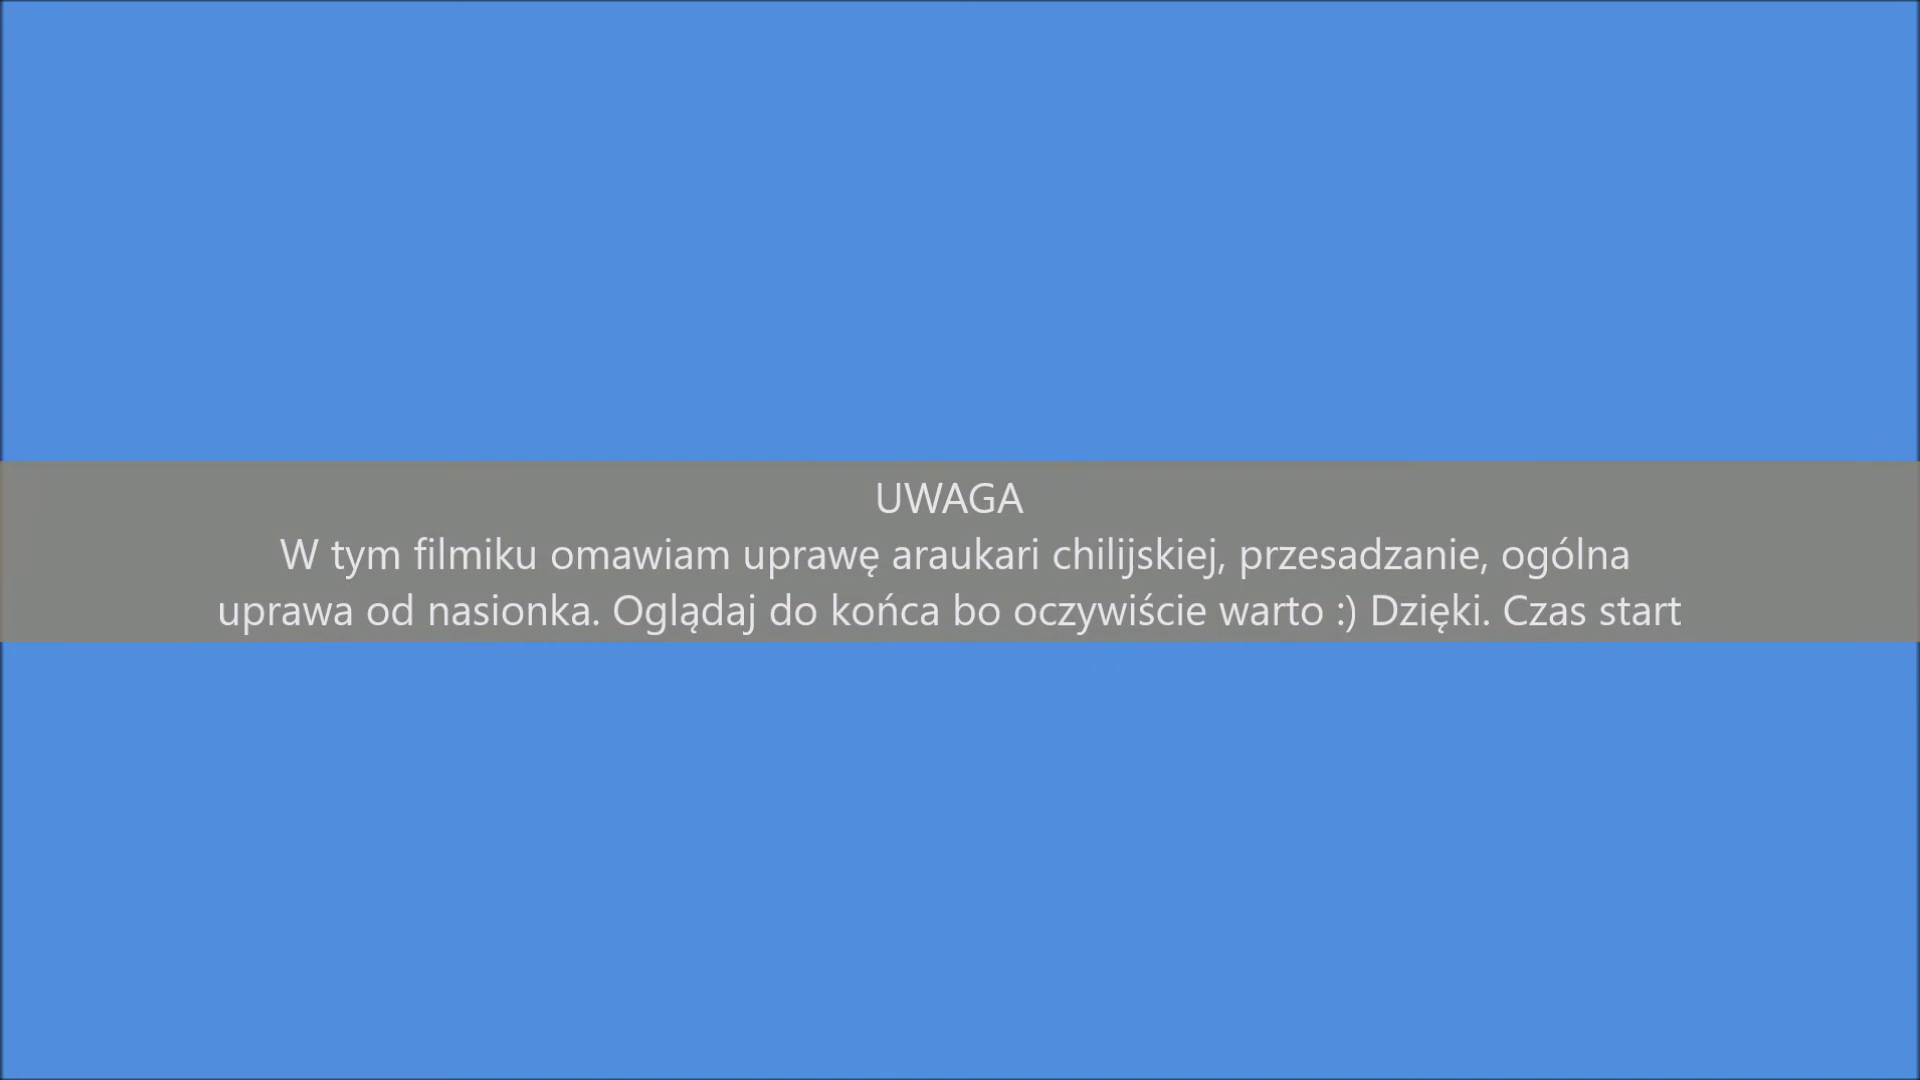 UWAGA
W tym filmiku omawiam uprawę araukari chilijskiej, przesadzanie, ogólna
uprawa od nasionka. Oglądaj do końca bo oczywiście warto :) Dzięki. Czas start